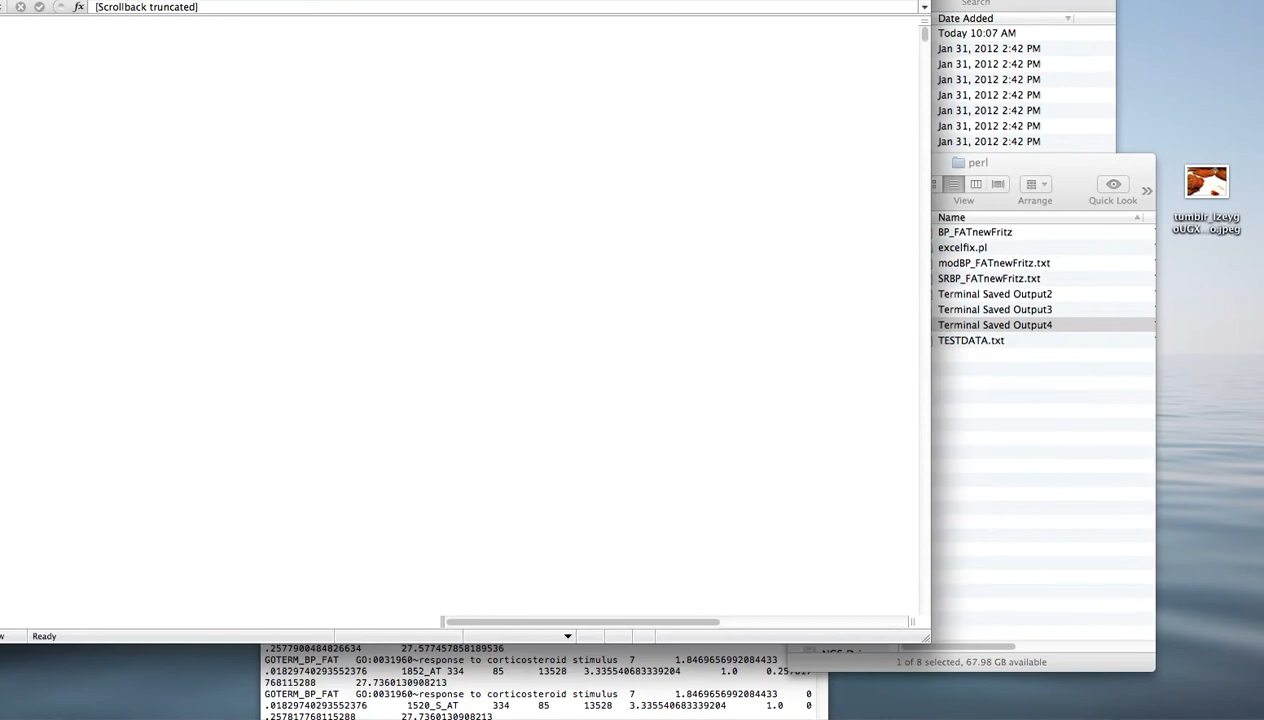 fx [Scrollback truncated]
Search
Date Added
Today 10:07 AM
Jan 31, 2012 2:42 PM
Jan 31, 2012 2:42 PM
Jan 31, 2012 2:42 PM
Jan 31, 2012 2:42 PM
Jan 31, 2012 2:42 PM
Jan 31, 2012 2:42 PM
Jan 31, 2012 2:42 PM
perl
View Arrange Quick Look
Name
BP_FATnewFritz
excelfix.pl
modBP_FATnewFritz.txt
SRBP_FATnewFritz.txt
Terminal Saved Output2
Terminal Saved Output3
Terminal Saved Output4
TESTDATA.txt
1 of 8 selected, 67.98 GB available
tumblr_lzevg
oUGX...o.jpeg
Ready
.2577900484826634 27.577457858189536
GOTERM_BP_FAT GO:0031960~response to corticosteroid stimulus 7 1.8469656992084433 0
.01829740293552376 1852_AT 334 85 13528 3.335540683339204 1.0 0.257817
768115288 27.7360130908213
GOTERM_BP_FAT GO:0031960~response to corticosteroid stimulus 7 1.8469656992084433 0
.01829740293552376 1520_S_AT 334 85 13528 3.335540683339204 1.0 0
.257817768115288 27.7360130908213